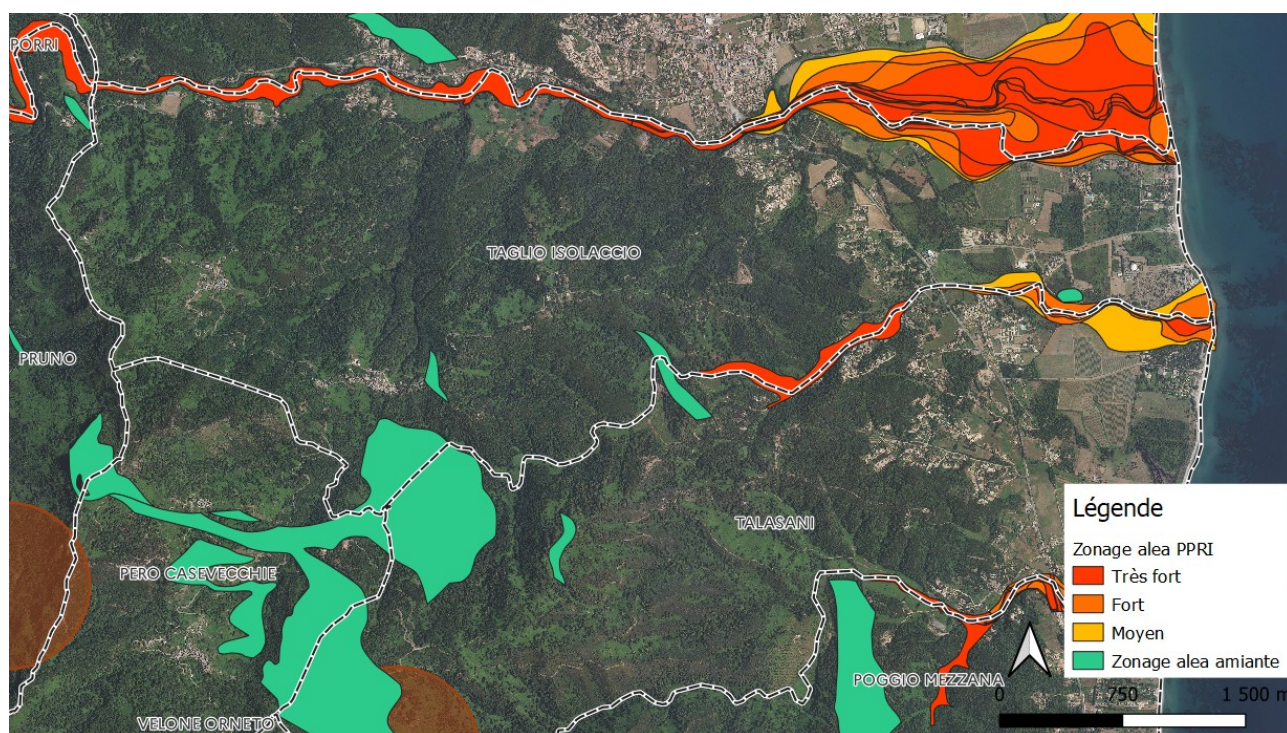 PORRI
TAGLIO ISOLACCIO
PRUNO
TALASANI
PERO CASEVECCHIE
POGGIO MEZZANA
VELONE ORNETO
Légende
Zonage alea PPRI
Très fort
Fort
Moyen
Zonage alea amiante
0 750 1 500 m